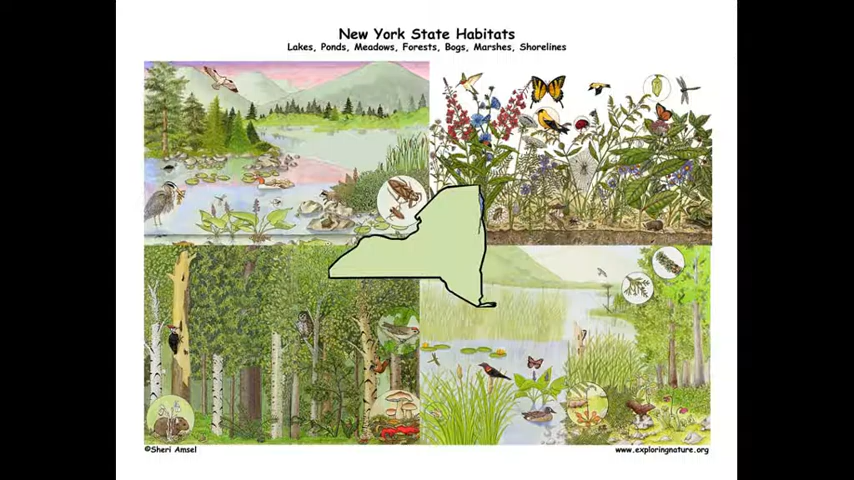 New York State Habitats
Lakes, Ponds, Meadows, Forests, Bogs, Marshes, Shorelines
©Sheri Amsel
www.exploringnature.org